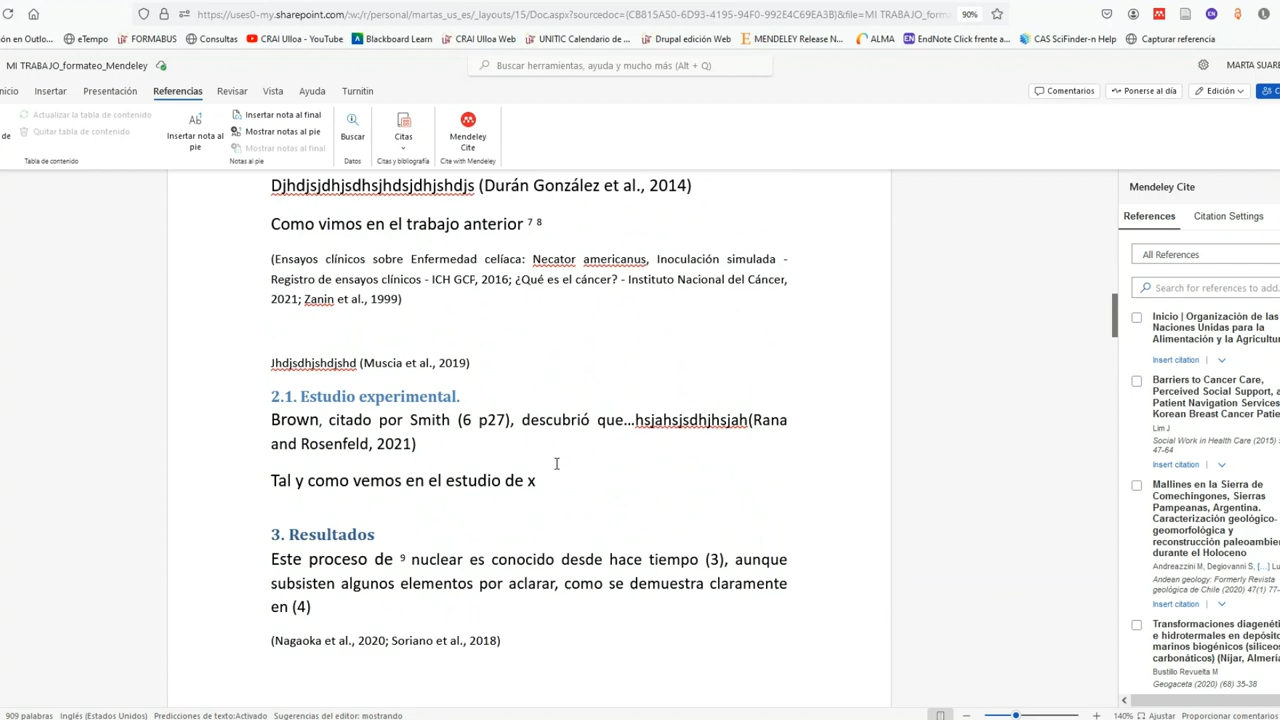 https://uses0-my.sharepoint.com/:w:/r/personal/martas_us_es/_layouts/15/Doc.aspx?sourcedoc={CB815A50-6D93-4195-94F0-992E4C69EA3B}&file=MI TRABAJO_formateo
90%
ón en Outlo... eTempo FORMABUS Consultas CRAI Ulloa - YouTube Blackboard Learn CRAI Ulloa Web UNITIC Calendario de ... Drupal edición Web MENDELEY Release N... ALMA EndNote Click frente a... CAS SciFinder-n Help Capturar referencia
MI TRABAJO_formateo_Mendeley
Buscar herramientas, ayuda y mucho más (Alt + Q)
MARTA SUARE
nicio Insertar Presentación Referencias Revisar Vista Inicio Ayuda Turnitin
Comentarios Ponerse al día Edición
Actualizar la tabla de contenido
Quitar tabla de contenido
de
Tabla de contenido
Insertar nota al pie
Insertar nota al final
Mostrar notas al pie
Mostrar notas al final
Notas al pie
Buscar
Datos
Citas
Citas y bibliografía
Mendeley Cite
Cite with Mendeley
Djhdjsjdhjsdhsjhdsjdhjshdjs (Durán González et al., 2014)
Como vimos en el trabajo anterior ⁷ ⁸
(Ensayos clínicos sobre Enfermedad celíaca: Necator americanus, Inoculación simulada -
Registro de ensayos clínicos - ICH GCF, 2016; ¿Qué es el cáncer? - Instituto Nacional del Cáncer,
2021; Zanin et al., 1999)
Jhdjsdhjshdjshd (Muscia et al., 2019)
2.1. Estudio experimental.
Brown, citado por Smith (6 p27), descubrió que...hsjahsjsdhjhsjah(Rana
and Rosenfeld, 2021)
Tal y como vemos en el estudio de x
3. Resultados
Este proceso de ⁹ nuclear es conocido desde hace tiempo (3), aunque
subsisten algunos elementos por aclarar, como se demuestra claramente
en (4)
(Nagaoka et al., 2020; Soriano et al., 2018)
Mendeley Cite
References Citation Settings
All References
Search for references to add.
Inicio | Organización de las
Naciones Unidas para la
Alimentación y la Agricultu
Insert citation
Barriers to Cancer Care,
Perceived Social Support, a
Patient Navigation Services
Korean Breast Cancer Patie
Lim J
Social Work in Health Care (2015) 5
47-64
Insert citation
Mallines en la Sierra de
Comechingones, Sierras
Pampeanas, Argentina.
Caracterización geológico-
geomorfológica y
reconstrucción paleoambie
durante el Holoceno
Andreazzini M, Degiovanni S, [...] Lu
Andean geology: Formerly Revista
geológica de Chile (2020) 47(1) 77-
Insert citation
Transformaciones diagenéti
e hidrotermales en depósito
marinos biogénicos (silíceos
carbonáticos) (Níjar, Almerí
Bustillo Revuelta M
Geogaceta (2020) (68) 35-38
909 palabras Inglés (Estados Unidos) Predicciones de texto:Activado Sugerencias del editor: mostrando
140% Ajustar Proporcionar comentarios